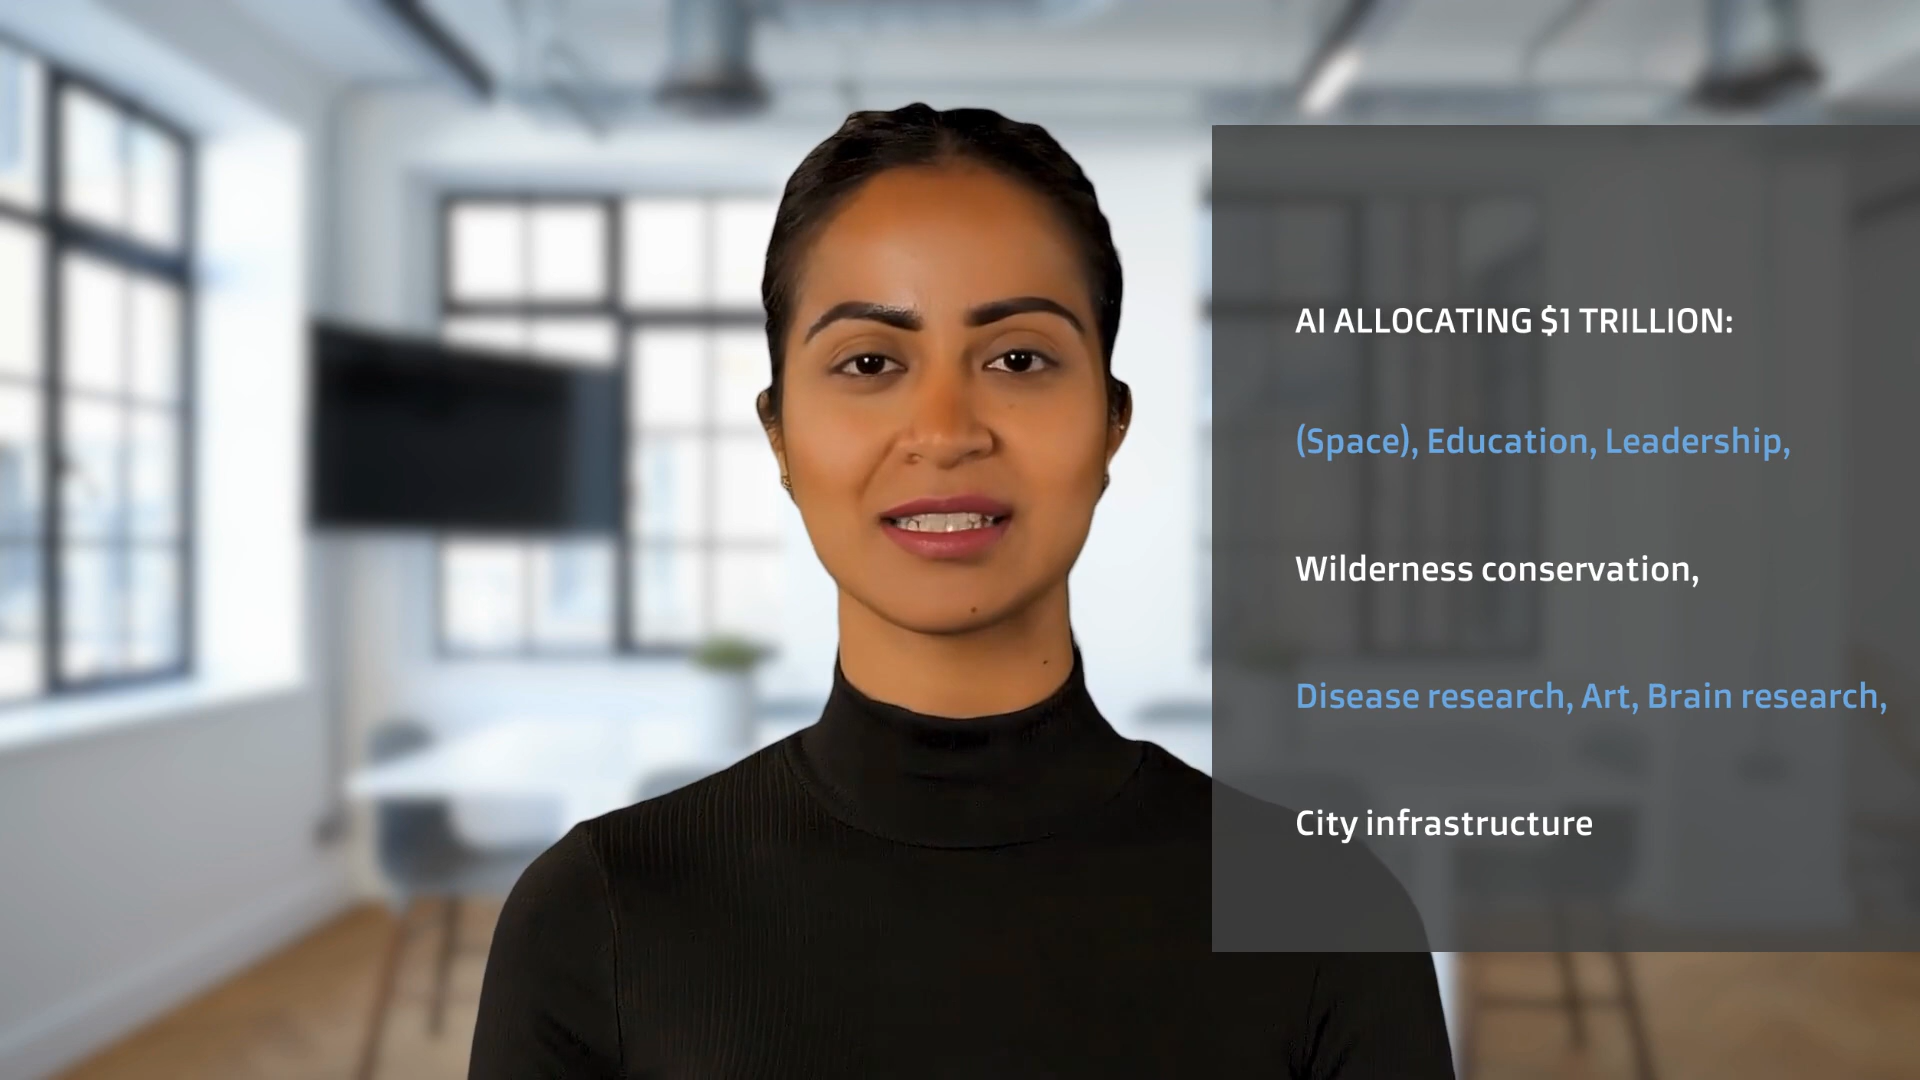 AI ALLOCATING $1 TRILLION:
(Space), Education, Leadership,
Wilderness conservation,
Disease research, Art, Brain research,
City infrastructure